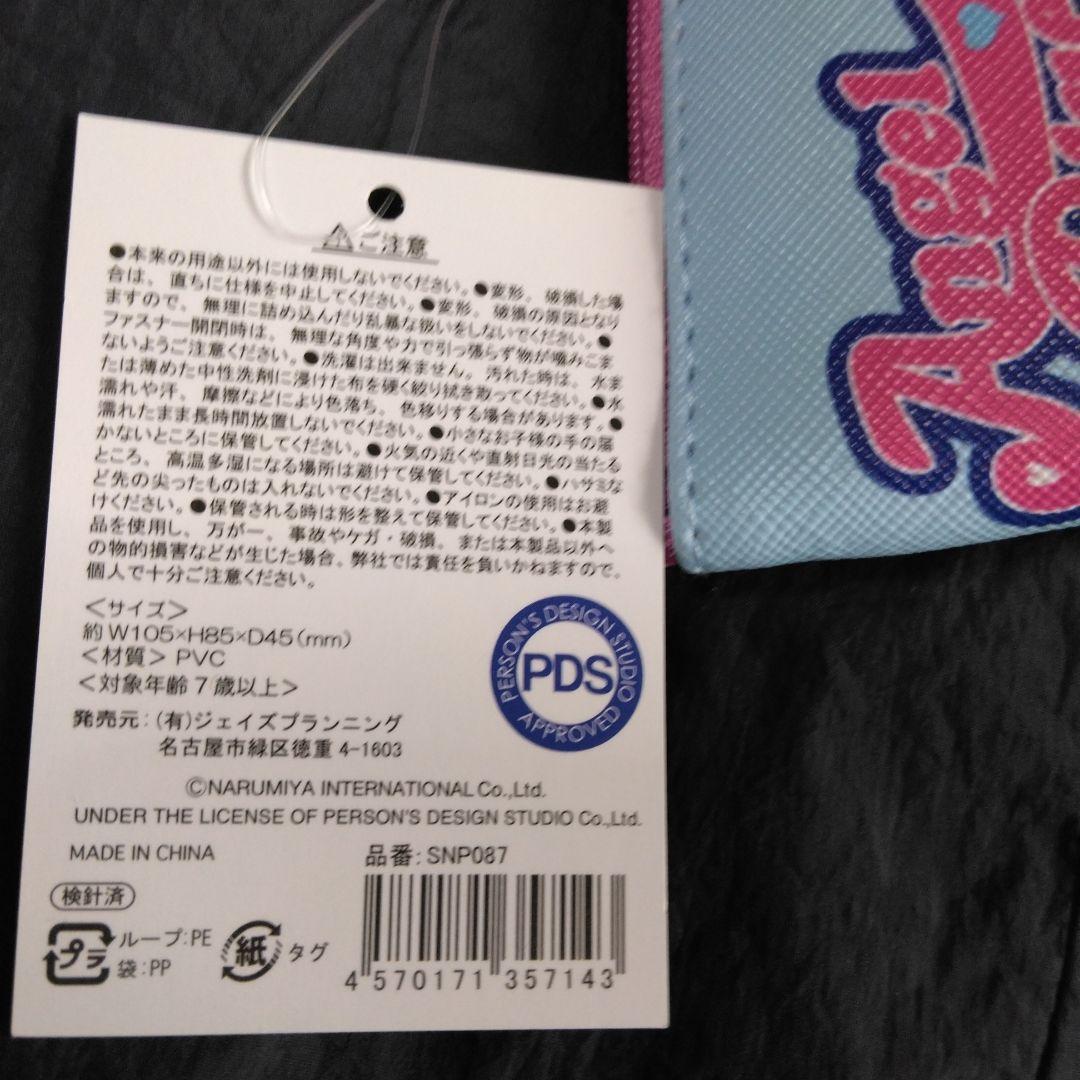 ⚠ご注意
●本来の用途以外には使用しないでください。●変形、破損した場
合は、直ちに仕様を中止してください。●変形、破損の原因となり
ますので、無理に詰め込んだり乱暴な扱いをしないでください。●
ファスナー開閉時は、無理な角度や力で引っ張らず物が噛みこま
ないようご注意ください。●洗濯は出来ません。汚れた時は、水ま
たは薄めた中性洗剤に浸けた布を硬く絞り拭き取ってください。●水
濡れや汗、摩擦などにより色落ち、色移りする場合があります。●
濡れたまま長時間放置しないでください。●小さなお子様の手の届
かないところに保管してください。●火気の近くや直射日光の当たる
ところ、高温多湿になる場所は避けて保管してください。●ハサミな
ど先の尖ったものは入れないでください。●アイロンの使用はお避
けください。●保管される時は形を整えて保管してください。●本製
品を使用し、万が一、事故やケガ・破損、または本製品以外へ
の物的損害などが生じた場合、弊社では責任を負いかねますので、
個人で十分ご注意ください。
＜サイズ＞
約W105×H85×D45(mm)
＜材質＞PVC
＜対象年齢7歳以上＞
発売元：(有)ジェイズプランニング
名古屋市緑区徳重4-1603
PERSON'S DESIGN STUDIO
PDS
APPROVED
©NARUMIYA INTERNATIONAL Co.,Ltd.
UNDER THE LICENSE OF PERSON'S DESIGN STUDIO Co.,Ltd.
MADE IN CHINA
品番: SNP087
検針済
プラ
ループ:PE
袋:PP
紙
タグ
4 570171 357143
Angel